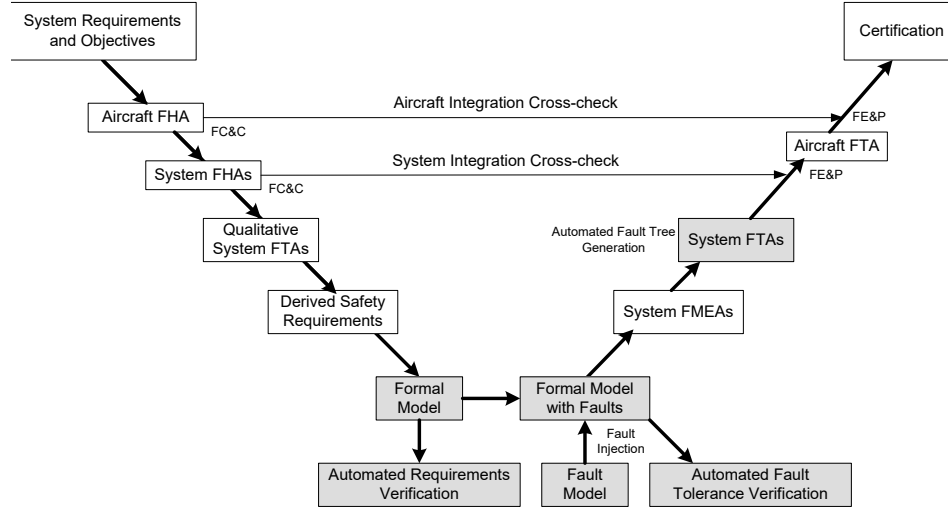 System Requirements
and Objectives
Certification
Aircraft Integration Cross-check
Aircraft FHA
FC&C
FE&P
Aircraft FTA
System Integration Cross-check
System FHAs
FC&C
FE&P
Qualitative
System FTAs
Automated Fault Tree
Generation
System FTAs
Derived Safety
Requirements
System FMEAs
Formal
Model
Formal Model
with Faults
Fault
Injection
Automated Requirements
Verification
Fault
Model
Automated Fault
Tolerance Verification